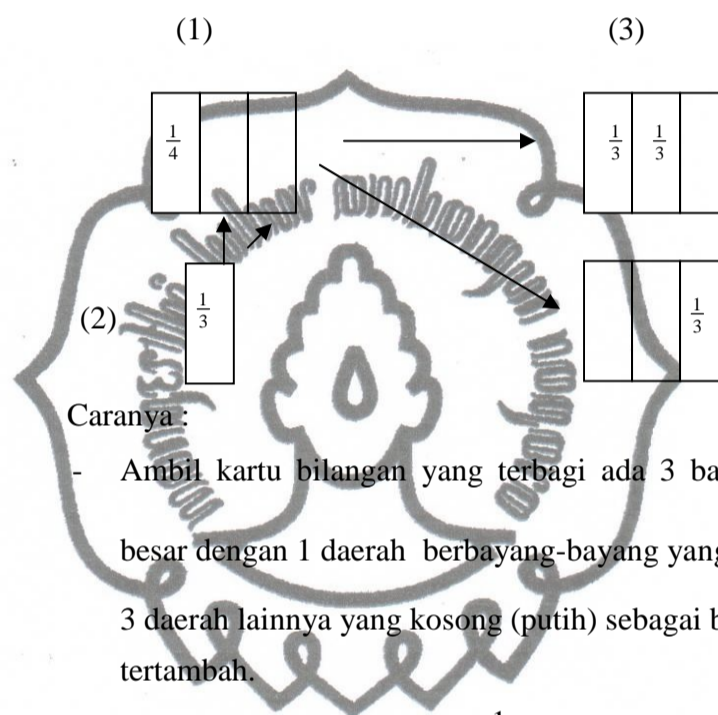 (1) (3)
1/4 1/3 1/3
(2) 1/3 1/3
Caranya :
- Ambil kartu bilangan yang terbagi ada 3
besar dengan 1 daerah berbayang-bayang yang
3 daerah lainnya yang kosong (putih) sebagai
tertambah.
1